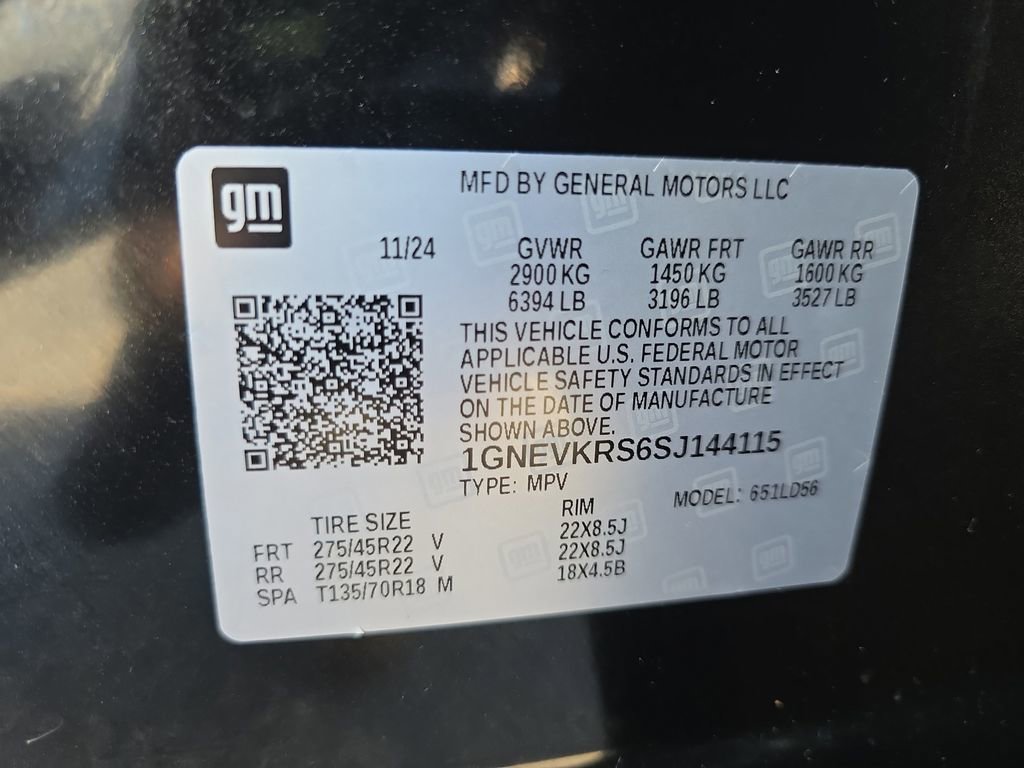 gm
MFD BY GENERAL MOTORS LLC
11/24 GVWR GAWR FRT GAWR RR
2900 KG 1450 KG 1600 KG
6394 LB 3196 LB 3527 LB
THIS VEHICLE CONFORMS TO ALL
APPLICABLE U.S. FEDERAL MOTOR
VEHICLE SAFETY STANDARDS IN EFFECT
ON THE DATE OF MANUFACTURE
SHOWN ABOVE.
1GNEVKRS6SJ144115
TYPE: MPV MODEL: 651LD56
TIRE SIZE RIM
FRT 275/45R22 V 22X8.5J
RR 275/45R22 V 22X8.5J
SPA T135/70R18 M 18X4.5B